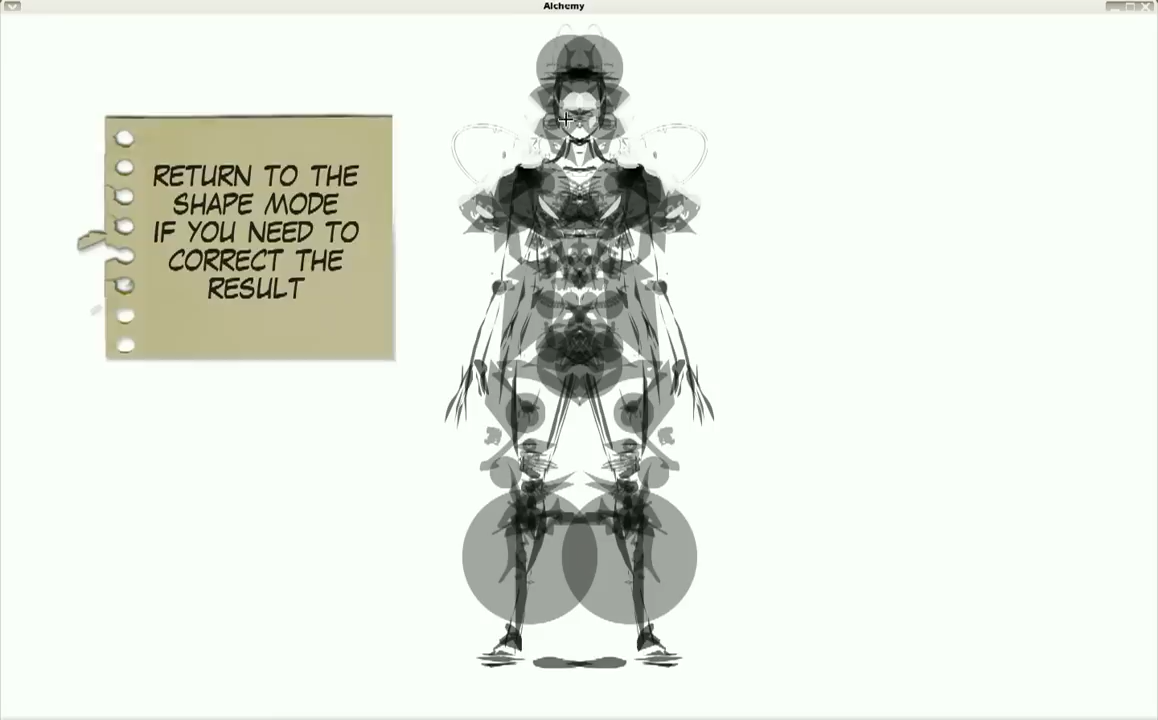 Alchemy
RETURN TO THE
SHAPE MODE
IF YOU NEED TO
CORRECT THE
RESULT